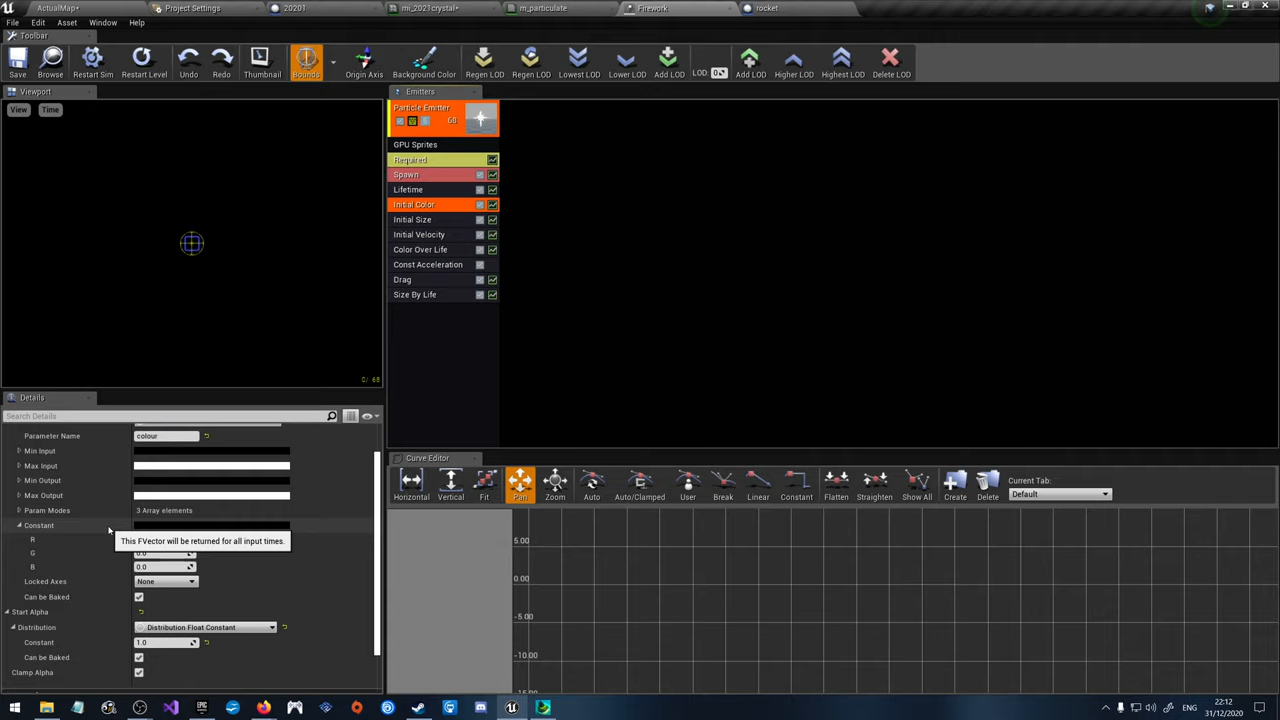 ActualMap*
Project Settings
20201
mi_2021crystal*
m_particulate
Firework
rocket
File Edit Asset Window Help
Toolbar
Save
Browse
Restart Sim
Restart Level
Undo
Redo
Thumbnail
Bounds
Origin Axis
Background Color
Regen LOD
Regen LOD
Lowest LOD
Lower LOD
Add LOD
LOD: 0
Add LOD
Higher LOD
Highest LOD
Delete LOD
Viewport
View Time
0/ 68
Emitters
Particle Emitter
68
GPU Sprites
Required
Spawn
Lifetime
Initial Color
Initial Size
Initial Velocity
Color Over Life
Const Acceleration
Drag
Size By Life
Details
Search Details
Parameter Name colour
Min Input
Max Input
Min Output
Max Output
Param Modes 3 Array elements
Constant
This FVector will be returned for all input times.
R
G 0.0
B 0.0
Locked Axes None
Can be Baked
Start Alpha
Distribution Distribution Float Constant
Constant 1.0
Can be Baked
Clamp Alpha
Curve Editor
Horizontal
Vertical
Fit
Pan
Zoom
Auto
Auto/Clamped
User
Break
Linear
Constant
Flatten
Straighten
Show All
Create
Delete
Current Tab:
Default
5.00
0.00
-5.00
-10.00
-15.00
ENG
22:12
31/12/2020